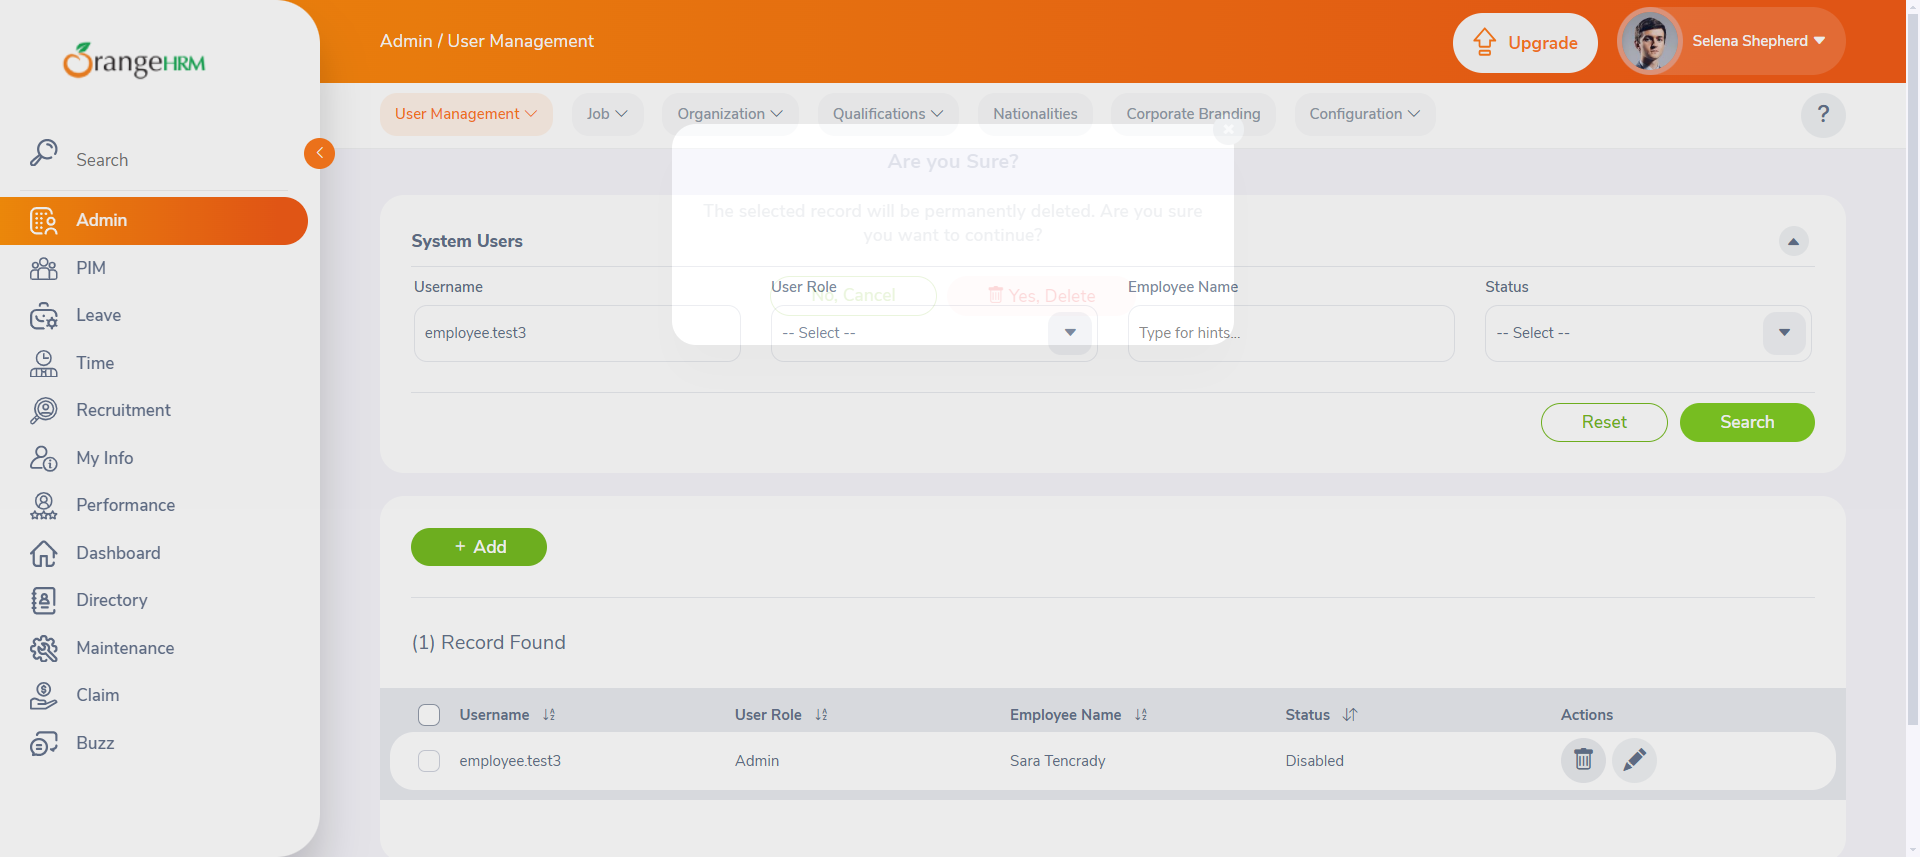 OrangeHRM
Search
Admin
PIM
Leave
Time
Recruitment
My Info
Performance
Dashboard
Directory
Maintenance
Claim
Buzz
Admin / User Management
Upgrade
Selena Shepherd
User Management
Job
Organization
Qualifications
Nationalities
Corporate Branding
Configuration
?
Are you Sure?
The selected record will be permanently deleted. Are you sure
you want to continue?
No, Cancel
Yes, Delete
System Users
Username
User Role
Employee Name
Status
employee.test3
-- Select --
Type for hints...
-- Select --
Reset
Search
+ Add
(1) Record Found
Username
User Role
Employee Name
Status
Actions
employee.test3
Admin
Sara Tencrady
Disabled